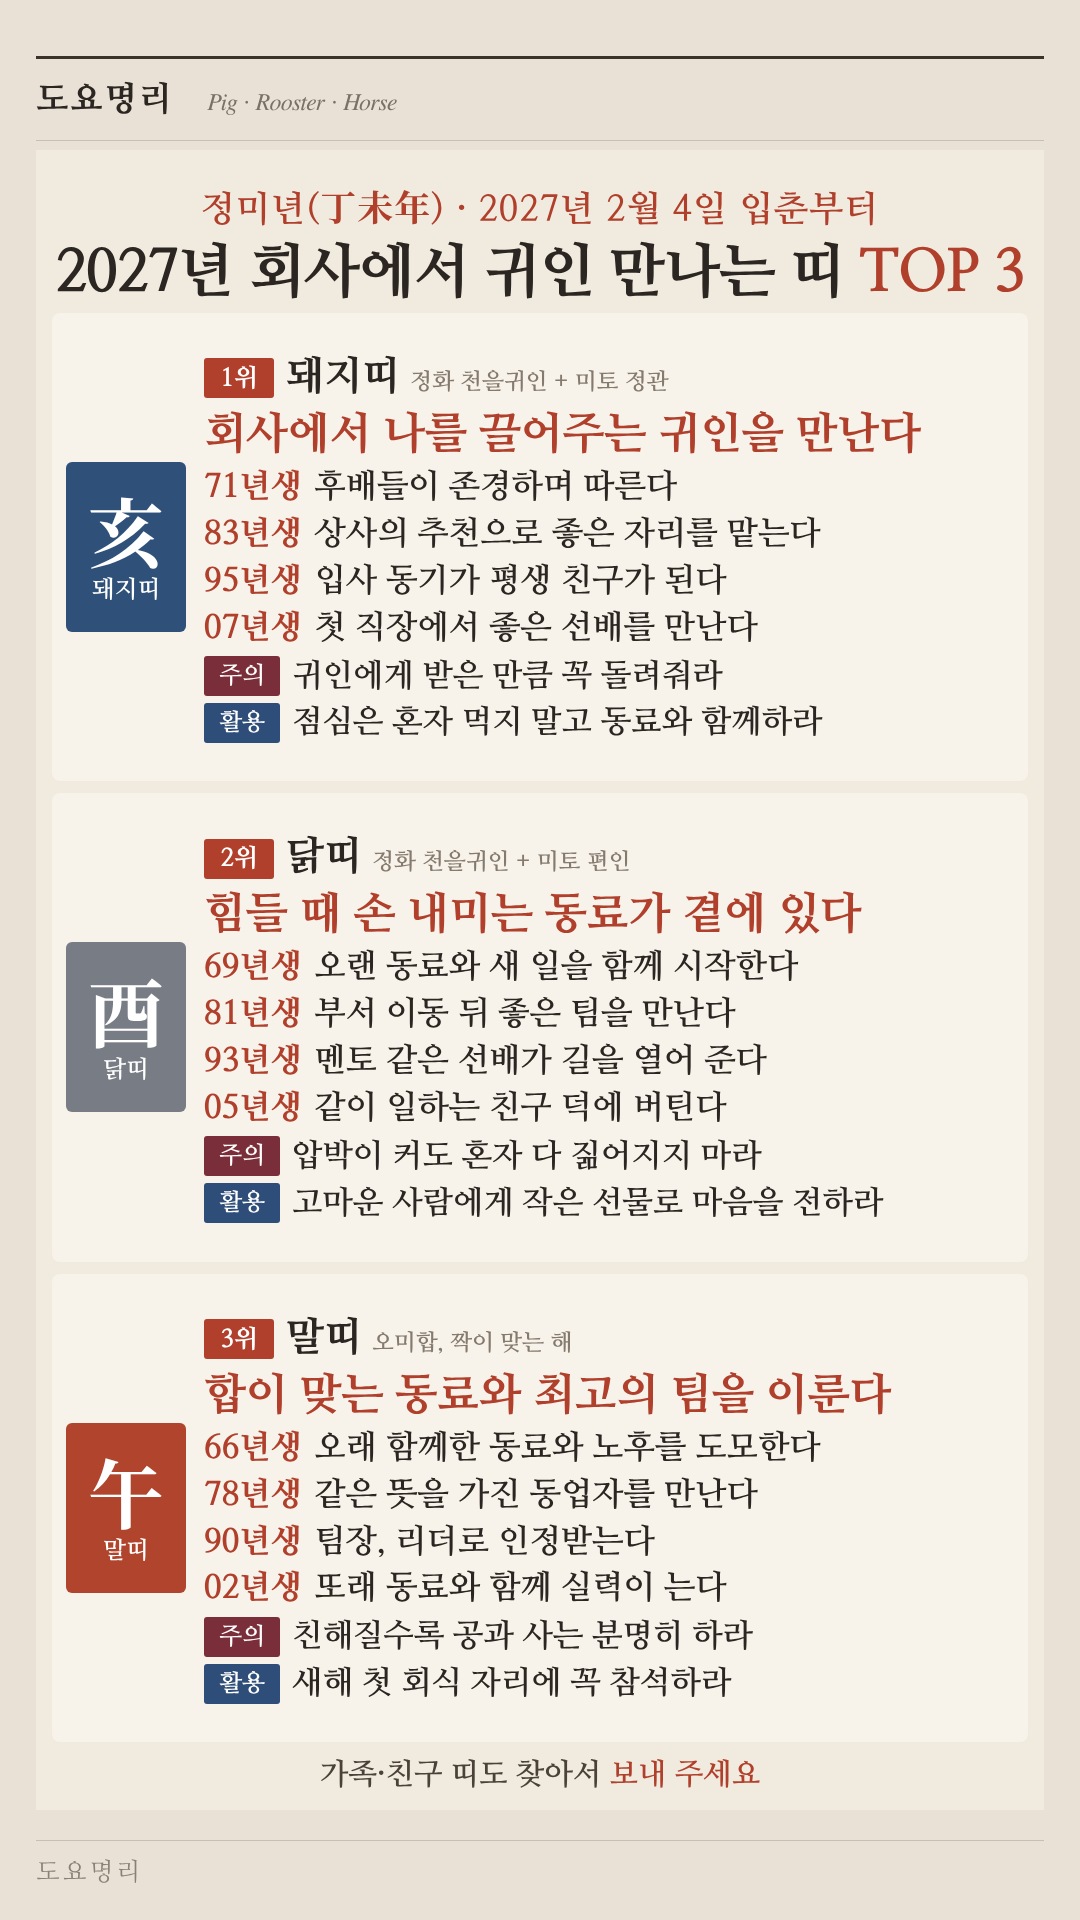 도요명리 Pig · Rooster · Horse
정미년(丁未年) · 2027년 2월 4일 입춘부터
2027년 회사에서 귀인 만나는 띠 TOP 3
亥
돼지띠
1위 돼지띠 정화 천을귀인 + 미토 정관
회사에서 나를 끌어주는 귀인을 만난다
71년생 후배들이 존경하며 따른다
83년생 상사의 추천으로 좋은 자리를 맡는다
95년생 입사 동기가 평생 친구가 된다
07년생 첫 직장에서 좋은 선배를 만난다
주의 귀인에게 받은 만큼 꼭 돌려줘라
활용 점심은 혼자 먹지 말고 동료와 함께하라
酉
닭띠
2위 닭띠 정화 천을귀인 + 미토 편인
힘들 때 손 내미는 동료가 곁에 있다
69년생 오랜 동료와 새 일을 함께 시작한다
81년생 부서 이동 뒤 좋은 팀을 만난다
93년생 멘토 같은 선배가 길을 열어 준다
05년생 같이 일하는 친구 덕에 버틴다
주의 압박이 커도 혼자 다 짊어지지 마라
활용 고마운 사람에게 작은 선물로 마음을 전하라
午
말띠
3위 말띠 오미합, 짝이 맞는 해
합이 맞는 동료와 최고의 팀을 이룬다
66년생 오래 함께한 동료와 노후를 도모한다
78년생 같은 뜻을 가진 동업자를 만난다
90년생 팀장, 리더로 인정받는다
02년생 또래 동료와 함께 실력이 는다
주의 친해질수록 공과 사는 분명히 하라
활용 새해 첫 회식 자리에 꼭 참석하라
가족·친구 띠도 찾아서 보내 주세요
도요명리